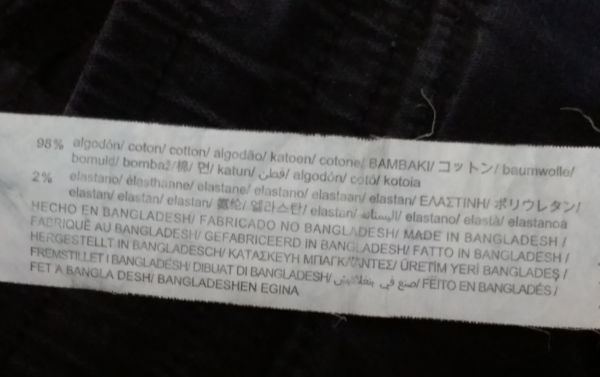 98% algodón/ coton/ cotton/ algodão/ katoen/ cotone/ BAMBAKI/ コットン/ baumwolle/
bomuld/ bombaž/棉/ 면/ katun/ قطن/ algodón/ cotó/ kotoia
2% elastano/ élasthanne/ elastane/ elastano/ elastaan/ elastan/ ΕΛΑΣΤΙΝΗ/ ポリウレタン/
elastan/ elastan/ elastan/ 氨纶/ 엘라스탄/ elastan/ إيلاستان/ elastano/ elastà/ elastanoa
HECHO EN BANGLADESH/ FABRICADO NO BANGLADESH/ MADE IN BANGLADESH/
FABRIQUÉ AU BANGLADESH/ GEFABRICEERD IN BANGLADESH/ FATTO IN BANGLADESH/
HERGESTELLT IN BANGLADESCH/ ΚΑΤΑΣΚΕΥΗ ΜΠΑΓΚ/ΛΑΝΤΕΣ/ ÜRETİM YERİ BANGLADEŞ/
FREMSTILLET I BANGLADESH/ DIBUAT DI BANGLADESH/ صنع في بنغلاديش/ FEITO EN BANGLADÉS/
FET A BANGLA DESH/ BANGLADESHEN EGINA